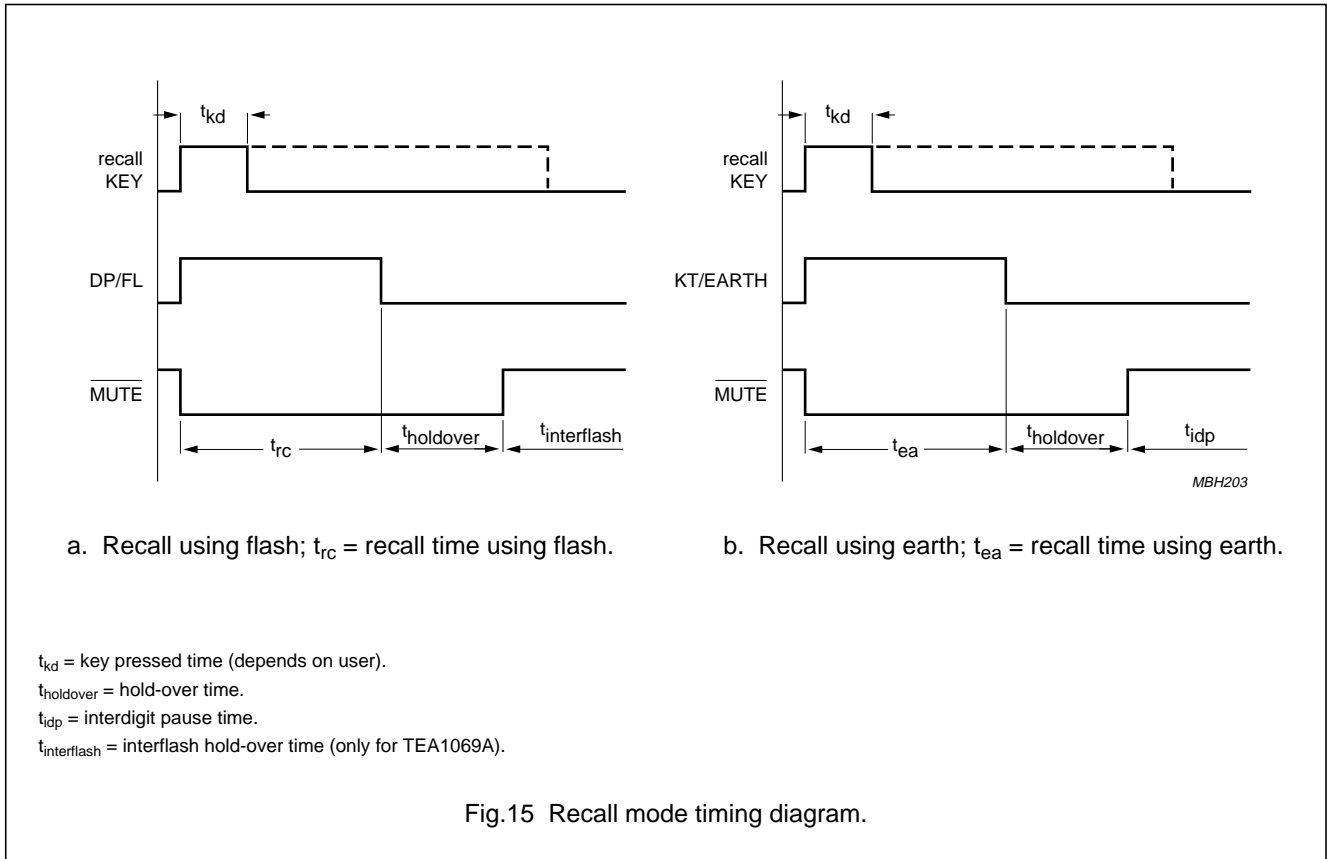 tkd
recall
KEY
DP/FL
MUTE
trc
tholdover
tinterflash
tkd
recall
KEY
KT/EARTH
MUTE
tea
tholdover
tidp
MBH203
a. Recall using flash; trc = recall time using flash.
b. Recall using earth; tea = recall time using earth.
tkd = key pressed time (depends on user).
tholdover = hold-over time.
tidp = interdigit pause time.
tinterflash = interflash hold-over time (only for TEA1069A).
Fig.15 Recall mode timing diagram.